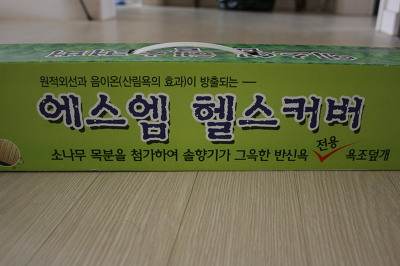 원적외선과 음이온(산림욕의 효과)이 방출되는
에스엠 헬스커버
소나무 목분을 첨가하여 솔향기가 그윽한 반신욕 전용 욕조덮개